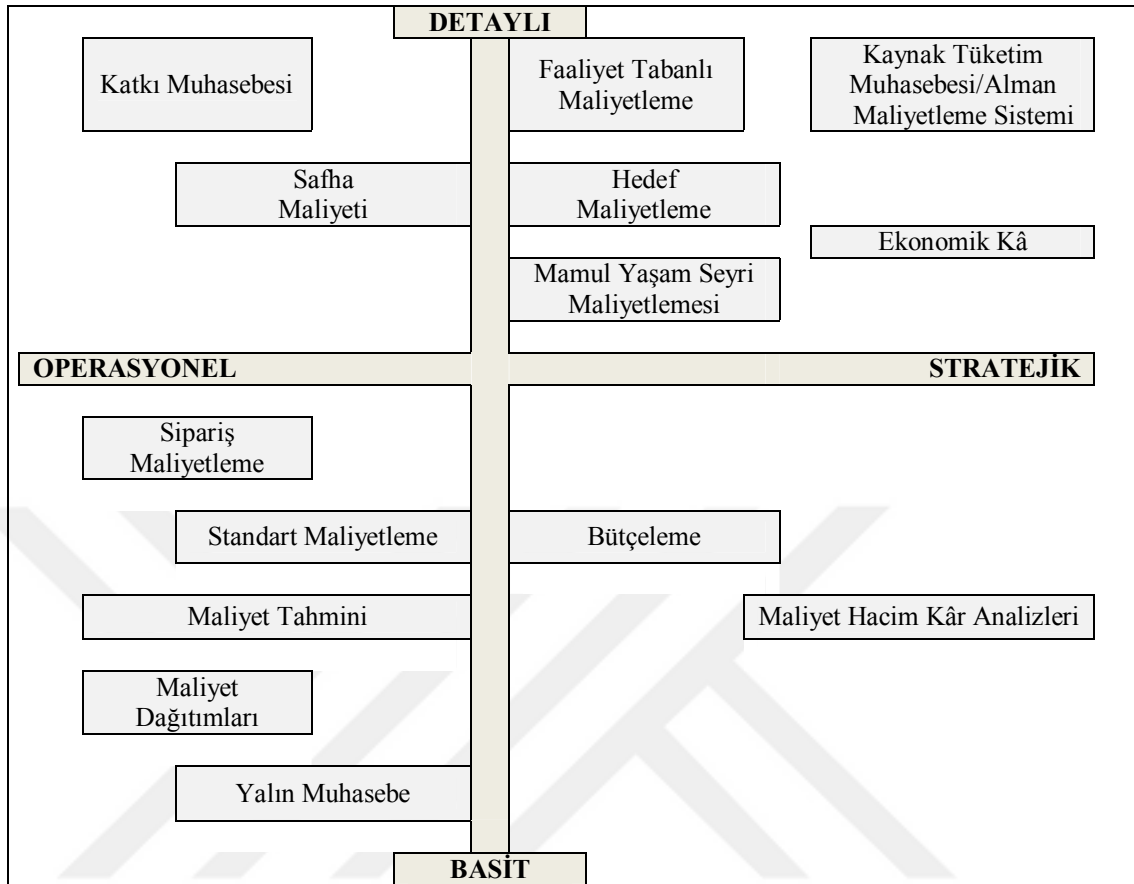 DETAYLI
Katkı Muhasebesi
Faaliyet Tabanlı
Maliyetleme
Kaynak Tüketim
Muhasebesi/Alman
Maliyetleme Sistemi
Safha
Maliyeti
Hedef
Maliyetleme
Ekonomik Kâ
Mamul Yaşam Seyri
Maliyetlemesi
OPERASYONEL
STRATEJİK
Sipariş
Maliyetleme
Standart Maliyetleme
Bütçeleme
Maliyet Tahmini
Maliyet Hacim Kâr Analizleri
Maliyet
Dağıtımları
Yalın Muhasebe
BASİT